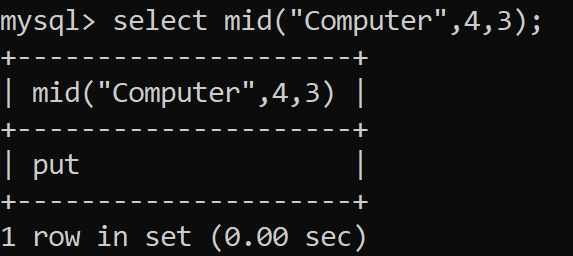 mysql> select mid("Computer",4,3);
+---------------------+
| mid("Computer",4,3) |
+---------------------+
| put                 |
+---------------------+
1 row in set (0.00 sec)